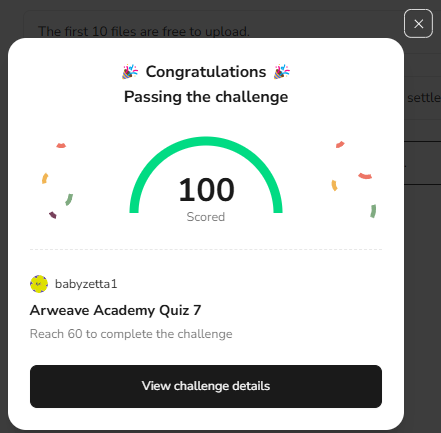 The first 10 files are free to upload.
Congratulations
Passing the challenge
settle
100
Scored
babyzetta1
Arweave Academy Quiz 7
Reach 60 to complete the challenge
View challenge details